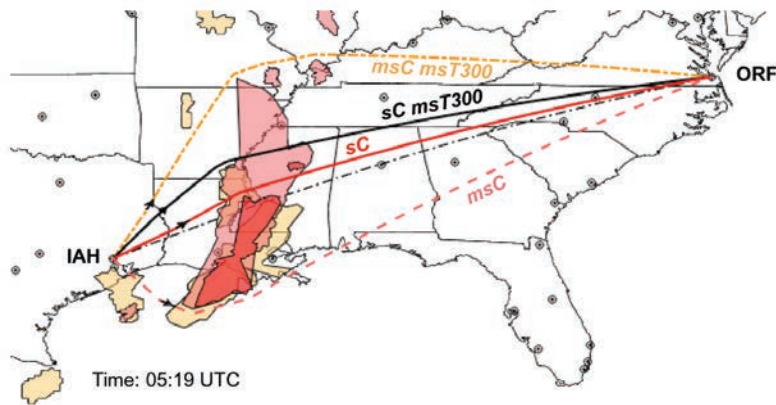 msC msT300
ORF
sC msT300
sC
msC
IAH
Time: 05:19 UTC